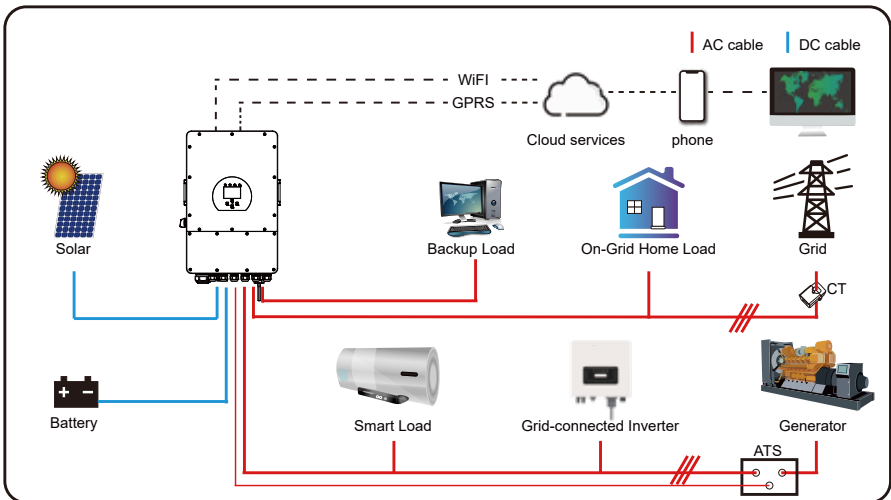 AC cable
DC cable
WiFI
GPRS
Cloud services
phone
Solar
Backup Load
On-Grid Home Load
Grid
CT
Battery
Smart Load
Grid-connected Inverter
Generator
ATS